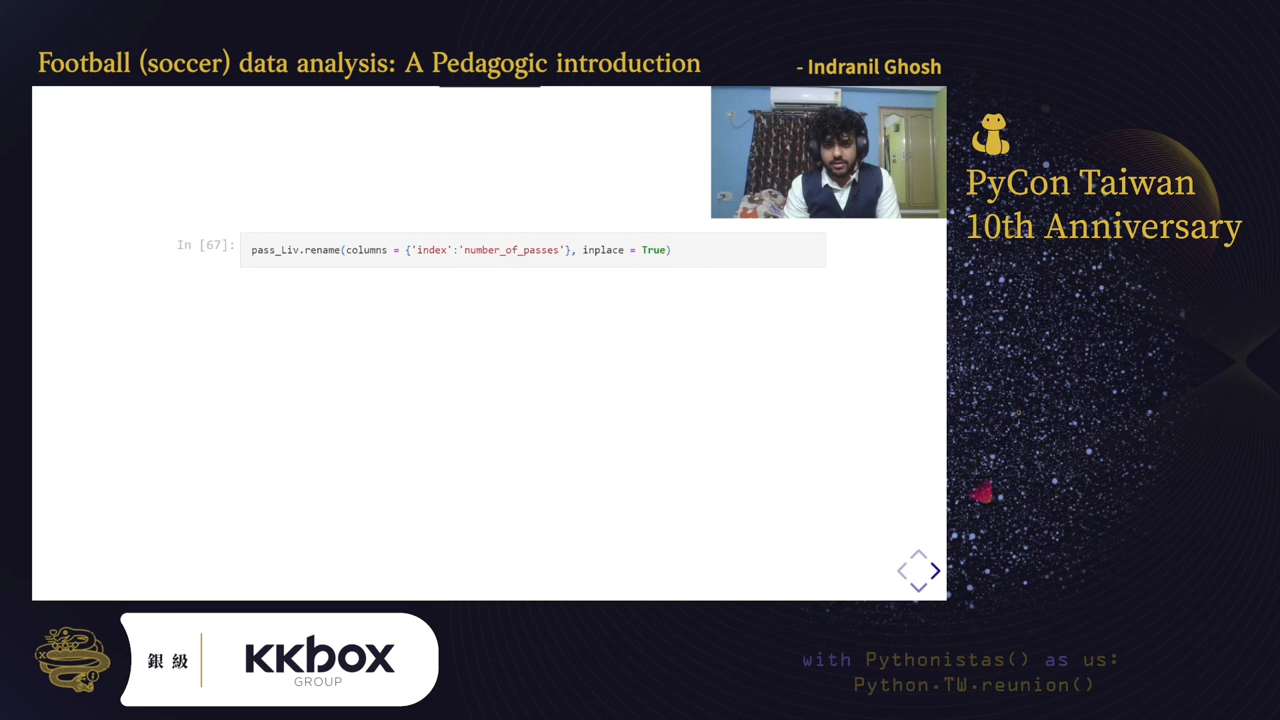 Football (soccer) data analysis: A Pedagogic introduction
- Indranil Ghosh
PyCon Taiwan
10th Anniversary
In [67]:
pass_Liv.rename(columns = {'index':'number_of_passes'}, inplace = True)
銀級
KKBOX
GROUP
with Pythonistas() as us:
Python.TW.reunion()